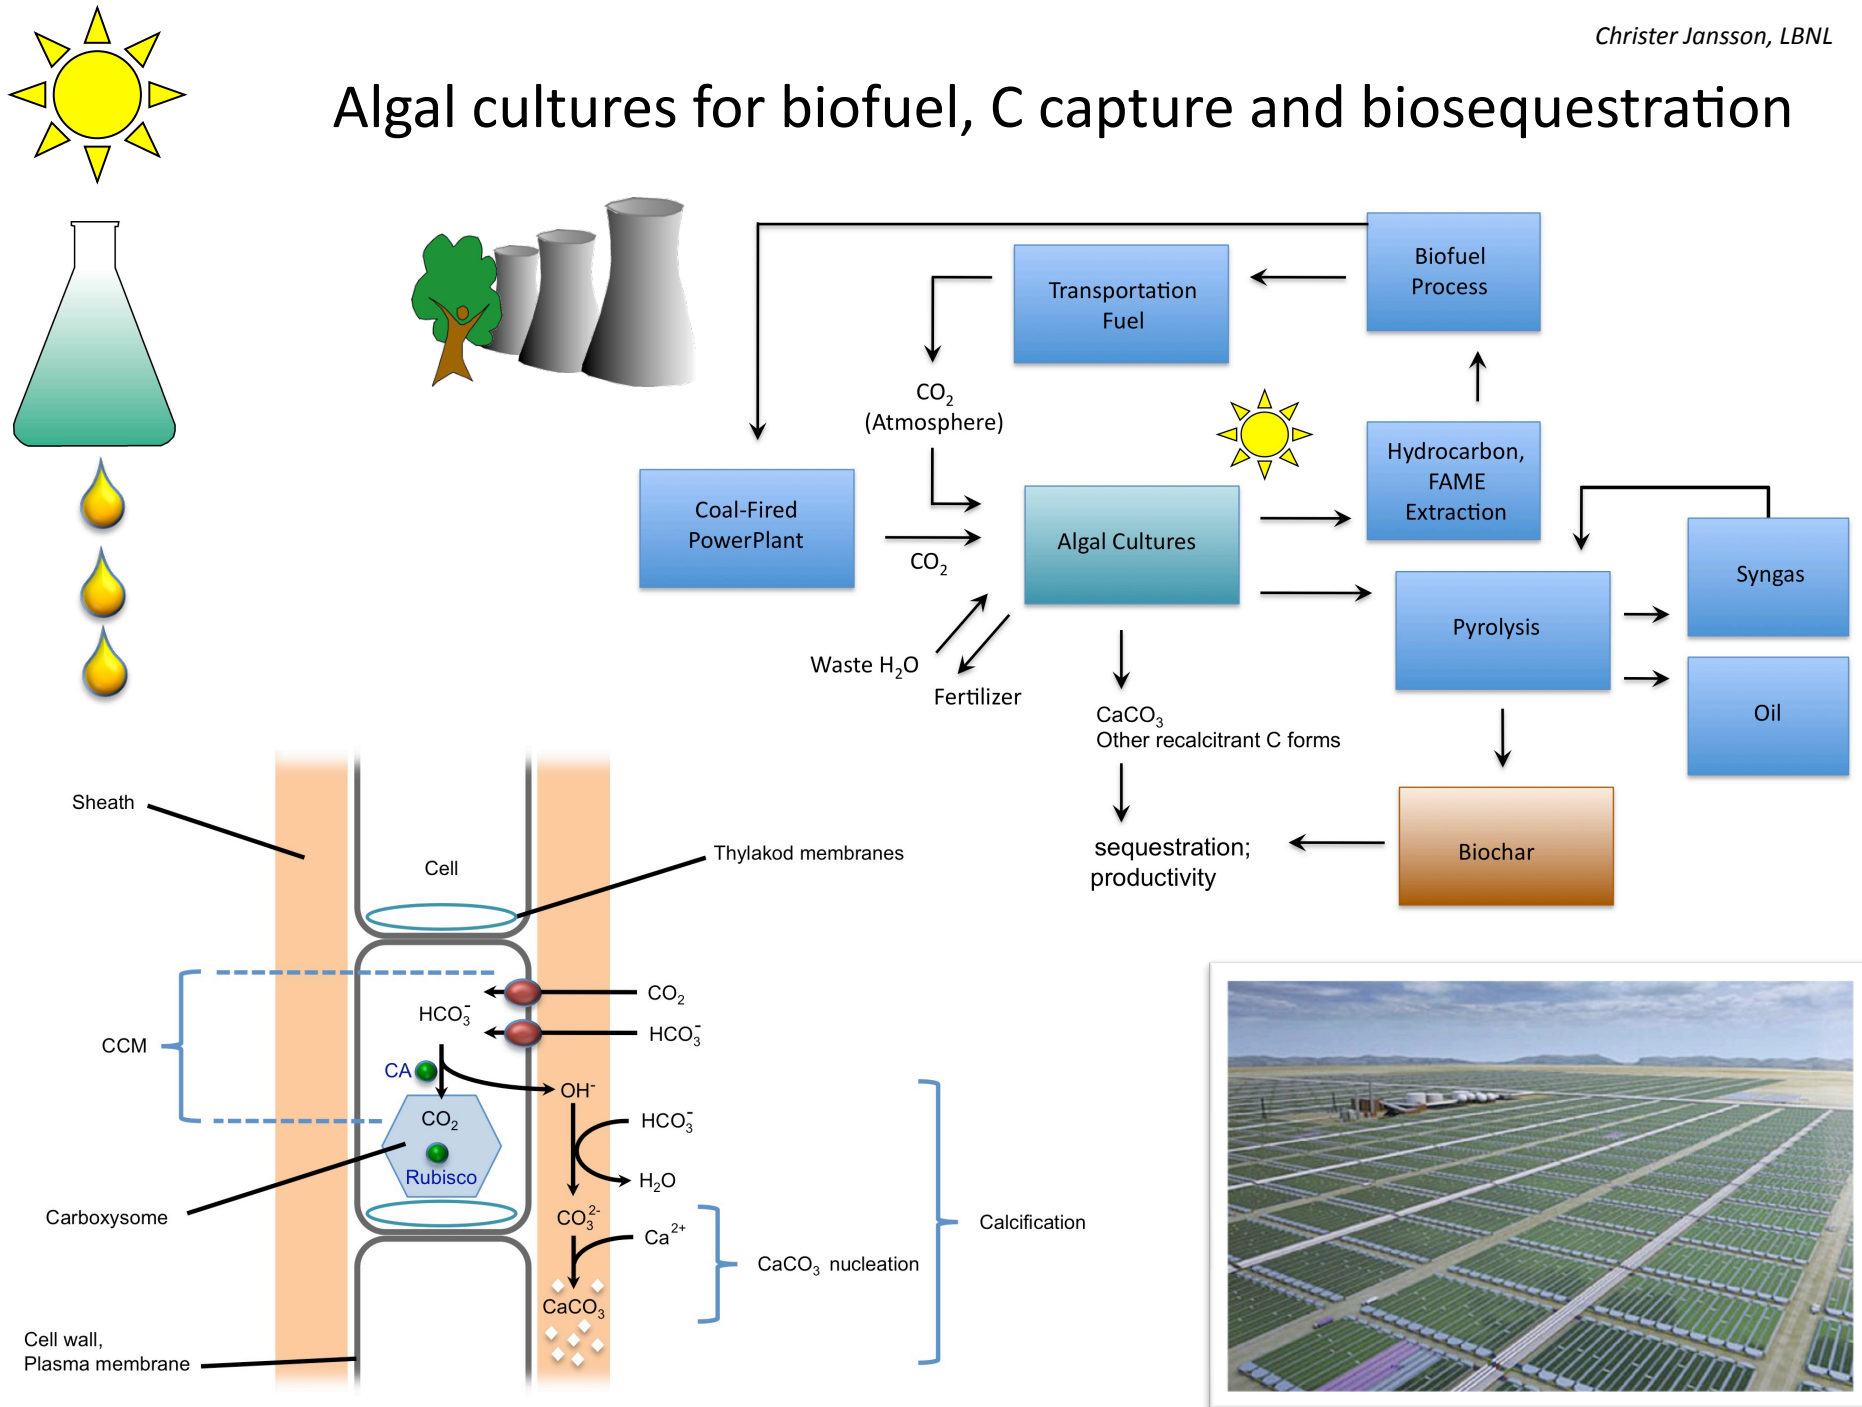 Christer Jansson, LBNL
Algal cultures for biofuel, C capture and biosequestration
Biofuel
Process
Transportation
Fuel
CO₂
(Atmosphere)
Hydrocarbon,
FAME
Extraction
Coal-Fired
PowerPlant
CO₂
Algal Cultures
Syngas
Pyrolysis
Waste H₂O
Fertilizer
Oil
CaCO₃
Other recalcitrant C forms
sequestration;
productivity
Biochar
Sheath
Cell
Thylakod membranes
CO₂
HCO₃⁻
HCO₃⁻
CCM
CA
OH⁻
CO₂
HCO₃⁻
Rubisco
H₂O
Carboxysome
CO₃²⁻
Ca²⁺
Calcification
CaCO₃ nucleation
CaCO₃
Cell wall,
Plasma membrane